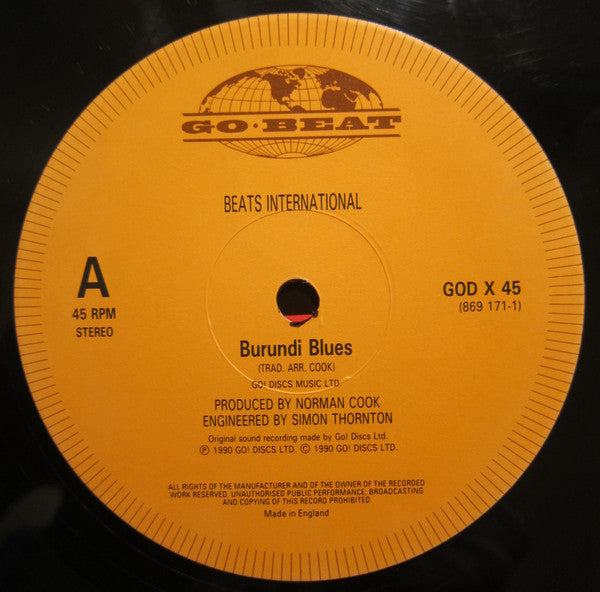 GO·BEAT
BEATS INTERNATIONAL
A
45 RPM
STEREO
GOD X 45
(869 171-1)
Burundi Blues
(TRAD. ARR. COOK)
GO! DISCS MUSIC LTD.
PRODUCED BY NORMAN COOK
ENGINEERED BY SIMON THORNTON
Original sound recording made by Go! Discs Ltd.
Ⓟ 1990 GO! DISCS LTD. © 1990 GO! DISCS LTD.
ALL RIGHTS OF THE MANUFACTURER AND OF THE OWNER OF THE RECORDED
WORK RESERVED. UNAUTHORISED PUBLIC PERFORMANCE, BROADCASTING
AND COPYING OF THIS RECORD PROHIBITED
Made in England